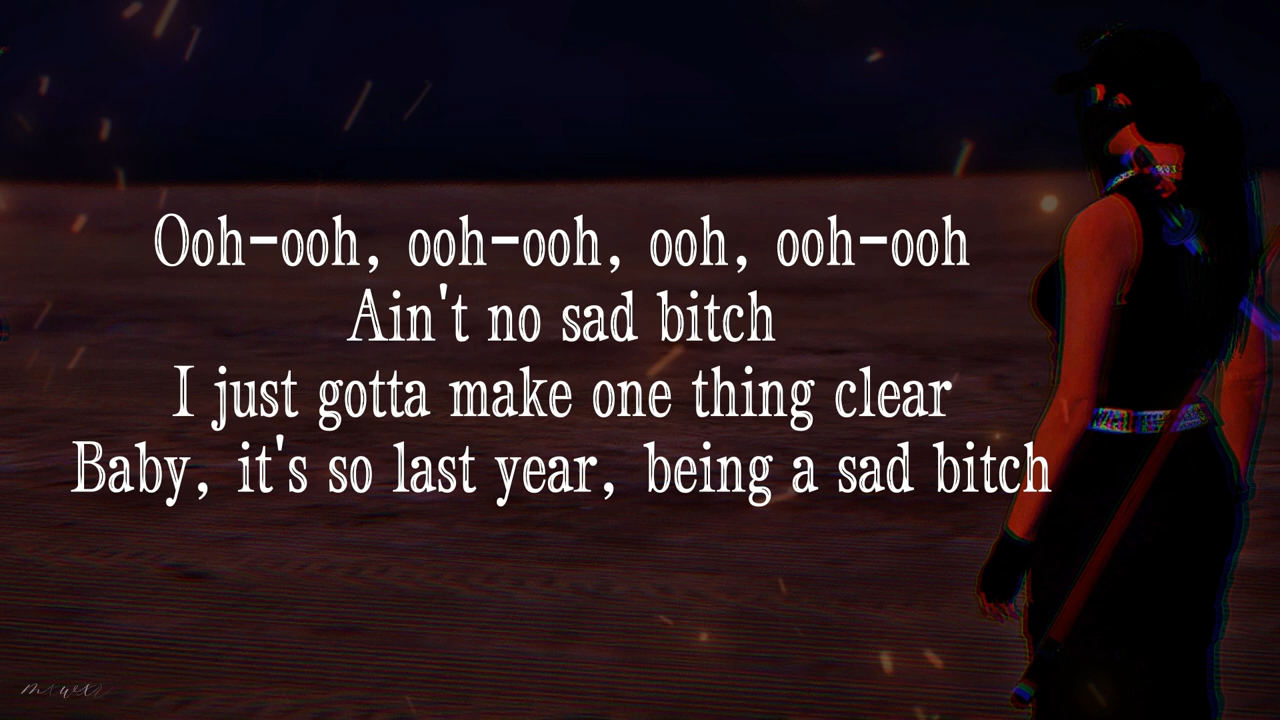 Ooh-ooh, ooh-ooh, ooh, ooh-ooh
Ain't no sad bitch
I just gotta make one thing clear
Baby, it's so last year, being a sad bitch